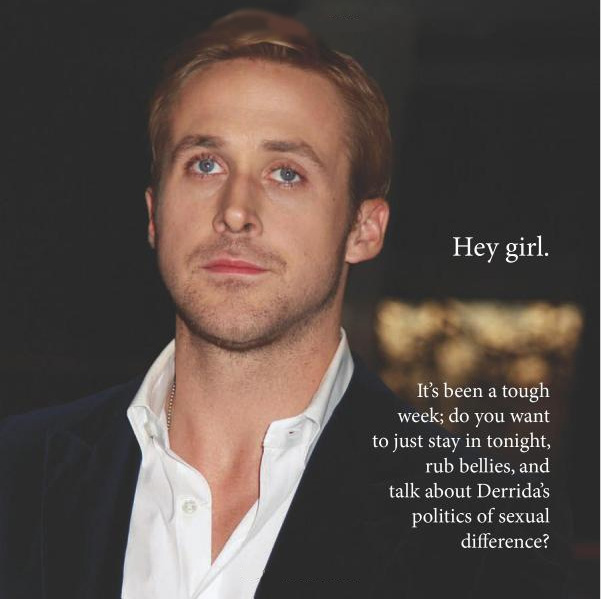 Hey girl.
It's been a tough
week; do you want
to just stay in tonight,
rub bellies, and
talk about Derrida's
politics of sexual
difference?